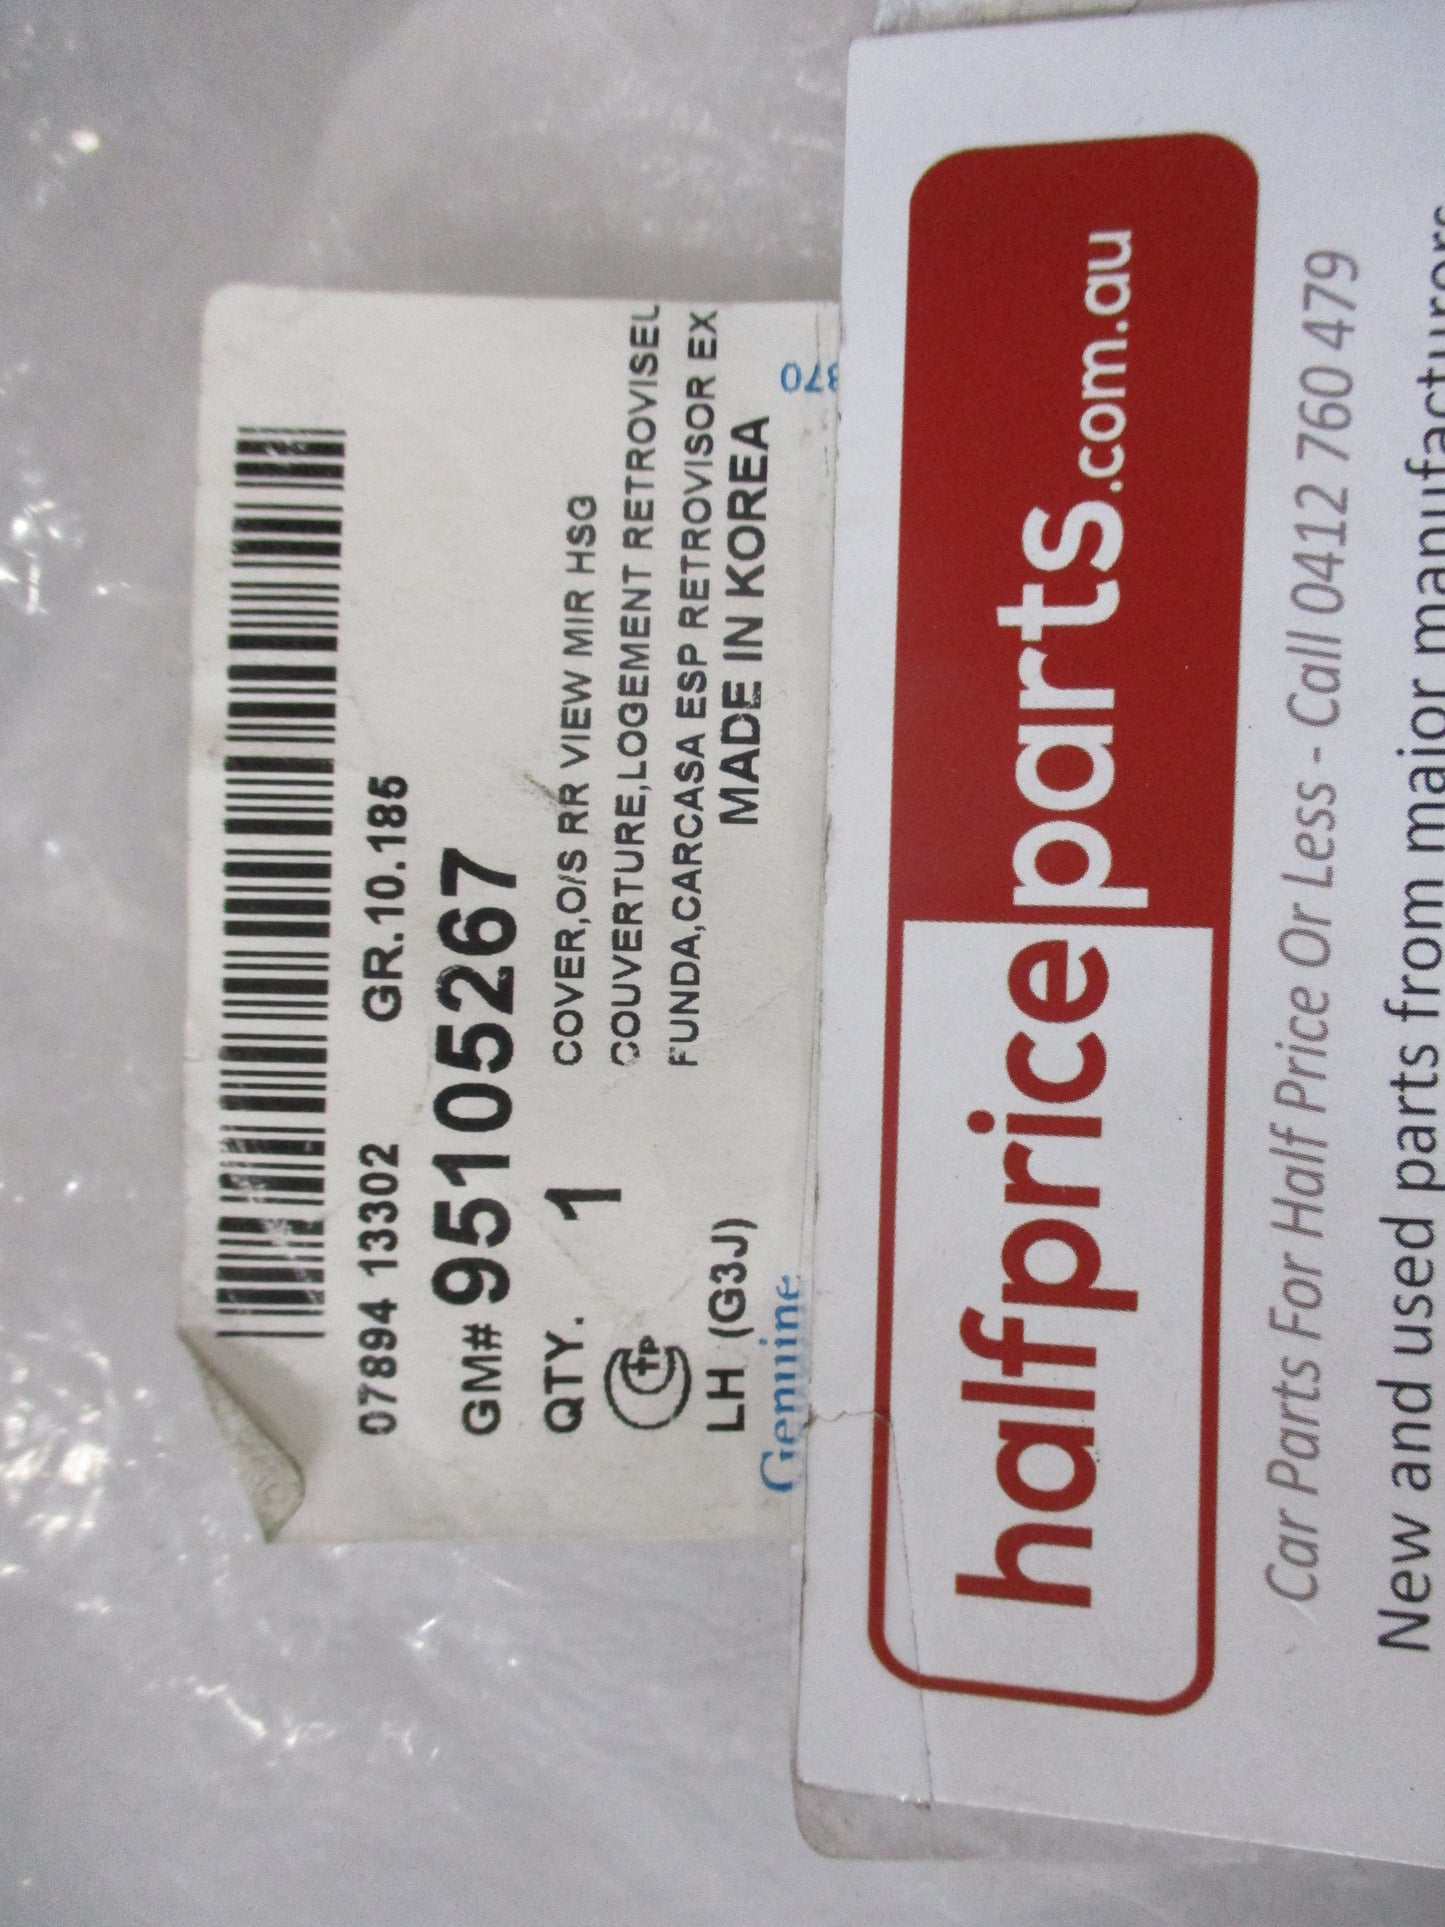 07894 13302 GR.10.185
GM# 95105267
QTY. 1
COVER,O/S RR VIEW MIR HSG
COUVERTURE,LOGEMENT RETROVISEU
FUNDA,CARCASA ESP RETROVISOR EX
LH (G3J)
MADE IN KOREA
Genuine
370
halfpriceparts.com.au
Car Parts For Half Price Or Less - Call 0412 760 479
New and used parts from major manufacturers